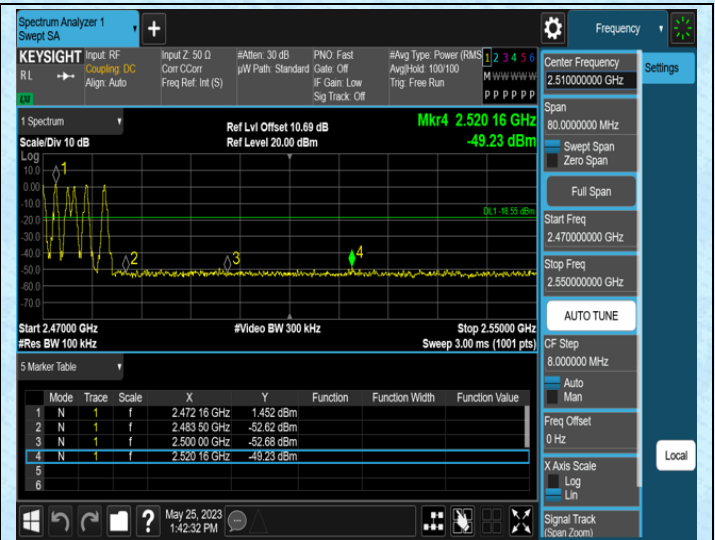 Spectrum Analyzer 1
Swept SA
+
Frequency
KEYSIGHT
RL
LXI
Input: RF
Coupling: DC
Align: Auto
Input Z: 50 Ω
Corr CCorr
Freq Ref: Int (S)
#Atten: 30 dB
µW Path: Standard
PNO: Fast
Gate: Off
IF Gain: Low
Sig Track: Off
#Avg Type: Power (RMS
Avg|Hold: 100/100
Trig: Free Run
1 2 3 4 5 6
M W W W W W
P P P P P P
1 Spectrum
Scale/Div 10 dB
Log
Ref Lvl Offset 10.69 dB
Ref Level 20.00 dBm
Mkr4 2.520 16 GHz
-49.23 dBm
10.0
0.00
-10.0
-20.0
-30.0
-40.0
-50.0
-60.0
-70.0
1
2
3
4
DL1 -18.55 dBm
Start 2.47000 GHz
#Res BW 100 kHz
#Video BW 300 kHz
Stop 2.55000 GHz
Sweep 3.00 ms (1001 pts)
5 Marker Table
Mode Trace Scale X Y Function Function Width Function Value
1 N 1 f 2.472 16 GHz 1.452 dBm
2 N 1 f 2.483 50 GHz -52.62 dBm
3 N 1 f 2.500 00 GHz -52.68 dBm
4 N 1 f 2.520 16 GHz -49.23 dBm
5
6
?
May 25, 2023
1:42:32 PM
Center Frequency
2.510000000 GHz
Settings
Span
80.0000000 MHz
Swept Span
Zero Span
Full Span
Start Freq
2.470000000 GHz
Stop Freq
2.550000000 GHz
AUTO TUNE
CF Step
8.000000 MHz
Auto
Man
Freq Offset
0 Hz
X Axis Scale
Log
Lin
Local
Signal Track
(Span Zoom)